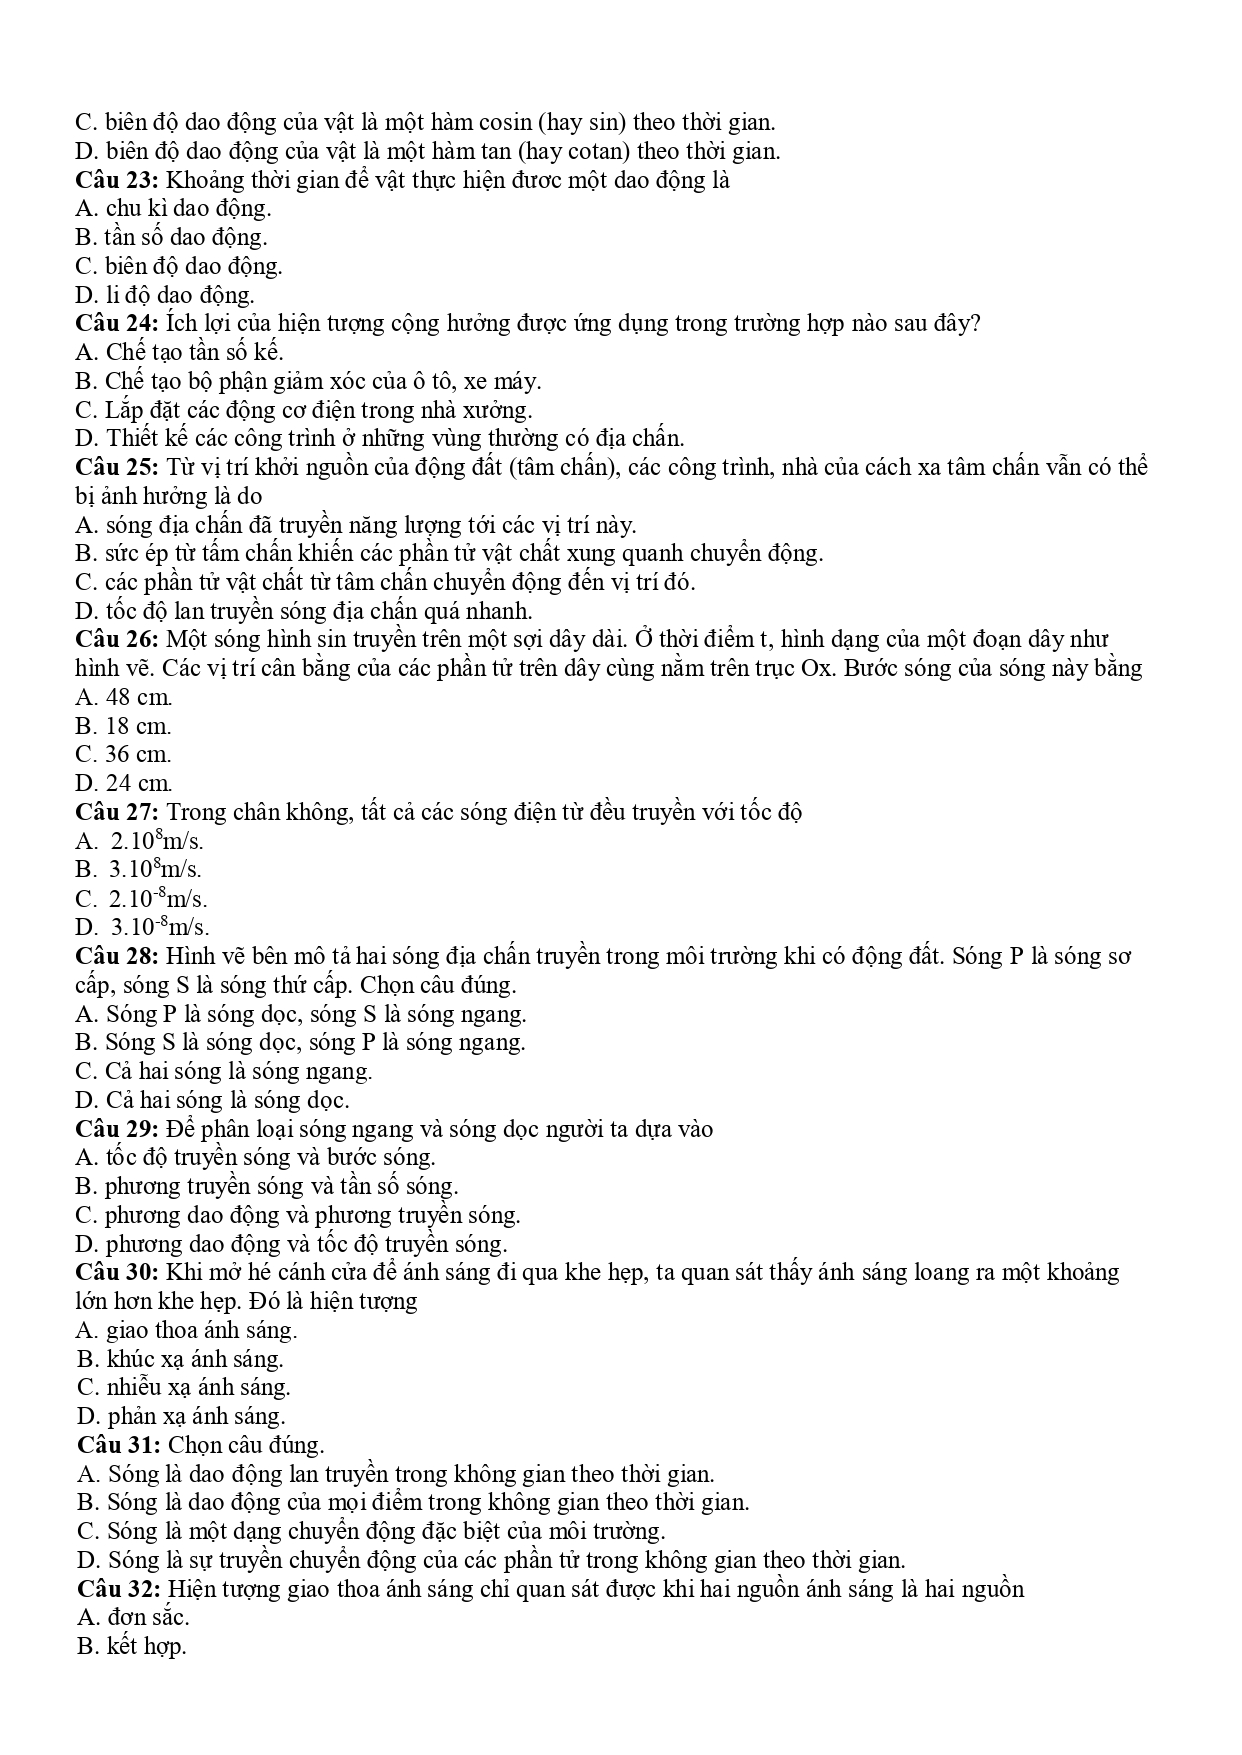 C. biên độ dao động của vật là một hàm cosin (hay sin) theo thời gian.
D. biên độ dao động của vật là một hàm tan (hay cotan) theo thời gian.
Câu 23: Khoảng thời gian để vật thực hiện đươc một dao động là
A. chu kì dao động.
B. tần số dao động.
C. biên độ dao động.
D. li độ dao động.
Câu 24: Ích lợi của hiện tượng cộng hưởng được ứng dụng trong trường hợp nào sau đây?
A. Chế tạo tần số kế.
B. Chế tạo bộ phận giảm xóc của ô tô, xe máy.
C. Lắp đặt các động cơ điện trong nhà xưởng.
D. Thiết kế các công trình ở những vùng thường có địa chấn.
Câu 25: Từ vị trí khởi nguồn của động đất (tâm chấn), các công trình, nhà của cách xa tâm chấn vẫn có thể
bị ảnh hưởng là do
A. sóng địa chấn đã truyền năng lượng tới các vị trí này.
B. sức ép từ tấm chấn khiến các phần tử vật chất xung quanh chuyển động.
C. các phần tử vật chất từ tâm chấn chuyển động đến vị trí đó.
D. tốc độ lan truyền sóng địa chấn quá nhanh.
Câu 26: Một sóng hình sin truyền trên một sợi dây dài. Ở thời điểm t, hình dạng của một đoạn dây như
hình vẽ. Các vị trí cân bằng của các phần tử trên dây cùng nằm trên trục Ox. Bước sóng của sóng này bằng
A. 48 cm.
B. 18 cm.
C. 36 cm.
D. 24 cm.
Câu 27: Trong chân không, tất cả các sóng điện từ đều truyền với tốc độ
A. 2.10⁸m/s.
B. 3.10⁸m/s.
C. 2.10⁻⁸m/s.
D. 3.10⁻⁸m/s.
Câu 28: Hình vẽ bên mô tả hai sóng địa chấn truyền trong môi trường khi có động đất. Sóng P là sóng sơ
cấp, sóng S là sóng thứ cấp. Chọn câu đúng.
A. Sóng P là sóng dọc, sóng S là sóng ngang.
B. Sóng S là sóng dọc, sóng P là sóng ngang.
C. Cả hai sóng là sóng ngang.
D. Cả hai sóng là sóng dọc.
Câu 29: Để phân loại sóng ngang và sóng dọc người ta dựa vào
A. tốc độ truyền sóng và bước sóng.
B. phương truyền sóng và tần số sóng.
C. phương dao động và phương truyền sóng.
D. phương dao động và tốc độ truyền sóng.
Câu 30: Khi mở hé cánh cửa để ánh sáng đi qua khe hẹp, ta quan sát thấy ánh sáng loang ra một khoảng
lớn hơn khe hẹp. Đó là hiện tượng
A. giao thoa ánh sáng.
B. khúc xạ ánh sáng.
C. nhiễu xạ ánh sáng.
D. phản xạ ánh sáng.
Câu 31: Chọn câu đúng.
A. Sóng là dao động lan truyền trong không gian theo thời gian.
B. Sóng là dao động của mọi điểm trong không gian theo thời gian.
C. Sóng là một dạng chuyển động đặc biệt của môi trường.
D. Sóng là sự truyền chuyển động của các phần tử trong không gian theo thời gian.
Câu 32: Hiện tượng giao thoa ánh sáng chỉ quan sát được khi hai nguồn ánh sáng là hai nguồn
A. đơn sắc.
B. kết hợp.